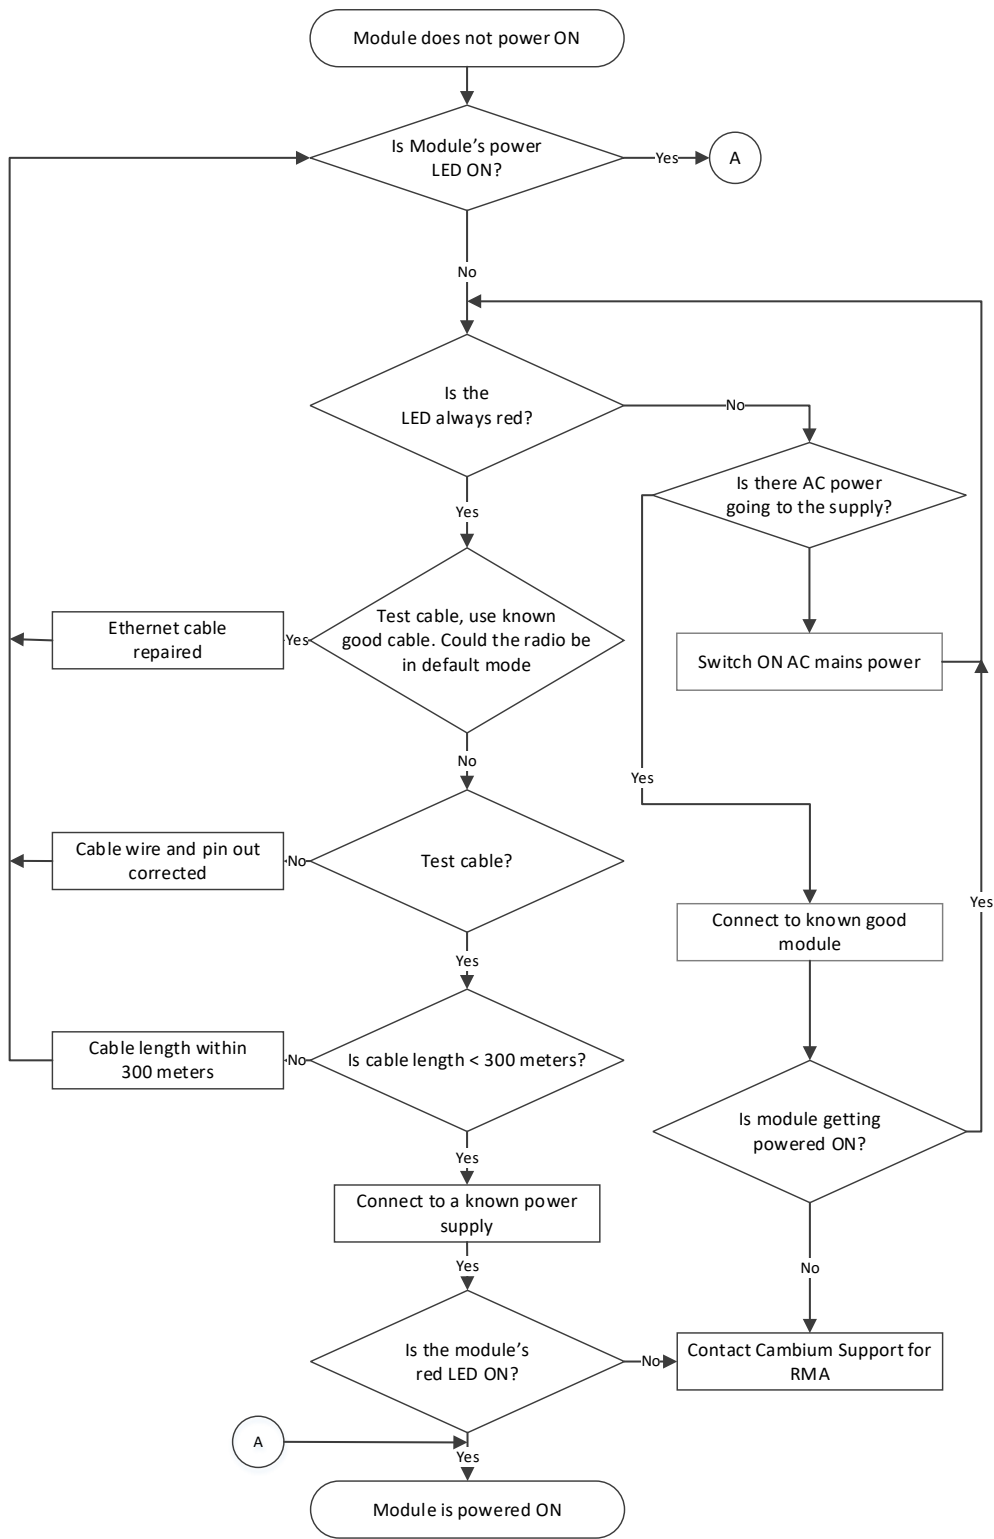 Module does not power ON
Is Module's power
LED ON?
Yes
A
No
Is the
LED always red?
No
Is there AC power
going to the supply?
Yes
Test cable, use known
good cable. Could the radio be
in default mode
Yes
Ethernet cable
repaired
Switch ON AC mains power
No
Yes
Test cable?
No
Cable wire and pin out
corrected
Yes
Connect to known good
module
Yes
Is cable length < 300 meters?
No
Cable length within
300 meters
Is module getting
powered ON?
Yes
Connect to a known power
supply
Yes
No
Is the module's
red LED ON?
No
Contact Cambium Support for
RMA
A
Yes
Module is powered ON